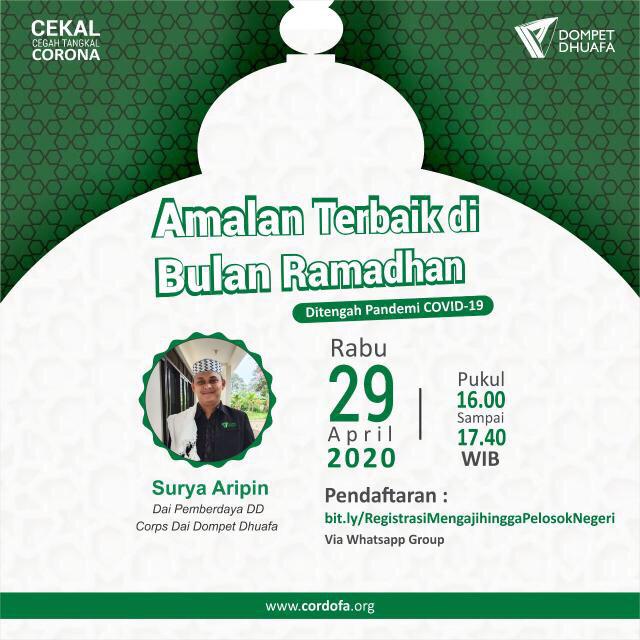 CEKAL
CEGAH TANGKAL
CORONA
DOMPET
DHUAFA
Amalan Terbaik di
Bulan Ramadhan
Ditengah Pandemi COVID-19
Rabu
29
April
2020
Pukul
16.00
Sampai
17.40
WIB
Surya Aripin
Dai Pemberdaya DD
Corps Dai Dompet Dhuafa
Pendaftaran :
bit.ly/RegistrasiMengajihinggaPelosokNegeri
Via Whatsapp Group
www.cordofa.org